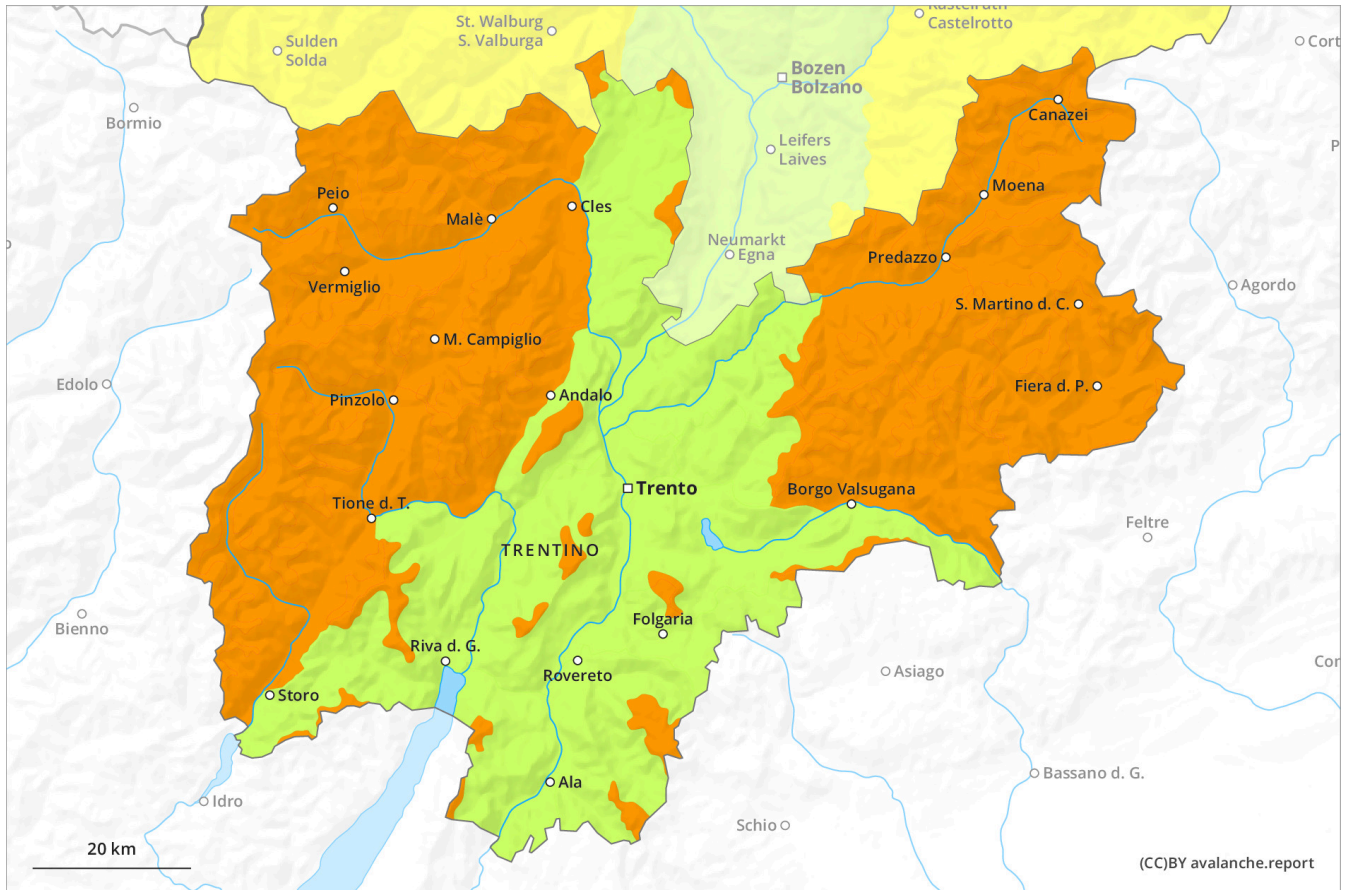 Kastelruth
Castelrotto
St. Walburg
S. Valburga
Sulden
Solda
Cort
Bozen
Bolzano
Bormio
Canazei
Leifers
Laives
Moena
Peio
Malè
Cles
Neumarkt
Egna
Predazzo
Vermiglio
Agordo
S. Martino d. C.
M. Campiglio
Edolo
Fiera d. P.
Pinzolo
Andalo
Trento
Borgo Valsugana
Tione d. T.
Feltre
TRENTINO
Bienno
Folgaria
Riva d. G.
Asiago
Cor
Rovereto
Storo
Bassano d. G.
Ala
Idro
Schio
20 km
(CC)BY avalanche.report